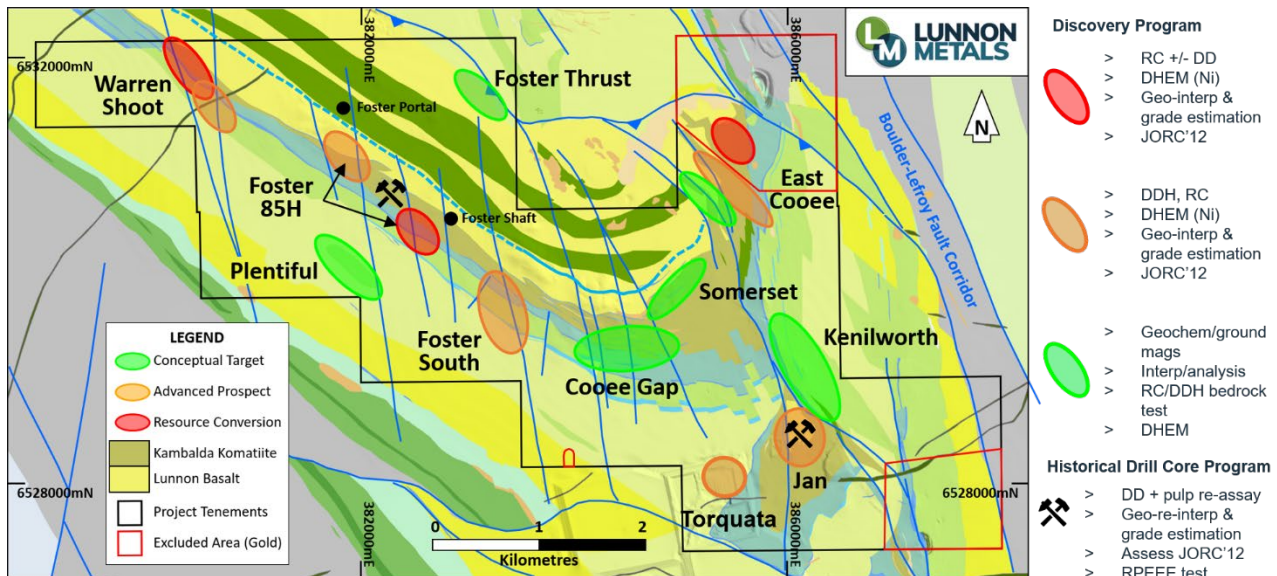 382000mE
386000mE
LM
LUNNON
METALS
6532000mN
Warren
Shoot
Foster Portal
Foster Thrust
Boulder-Lefroy Fault Corridor
N
East
Cooee
Foster
85H
Foster Shaft
Plentiful
Somerset
Foster
South
Kenilworth
Cooee Gap
LEGEND
Conceptual Target
Advanced Prospect
Resource Conversion
Kambalda Komatiite
Lunnon Basalt
Project Tenements
Excluded Area (Gold)
6528000mN
382000mE
0 1 2
Kilometres
Torquata
Jan
386000mE
6528000mN
Discovery Program
> RC +/- DD
> DHEM (Ni)
> Geo-interp &
grade estimation
> JORC'12
> DDH, RC
> DHEM (Ni)
> Geo-interp &
grade estimation
> JORC'12
> Geochem/ground
mags
> Interp/analysis
> RC/DDH bedrock
test
> DHEM
Historical Drill Core Program
> DD + pulp re-assay
> Geo-re-interp &
grade estimation
> Assess JORC'12
> RPEEE test